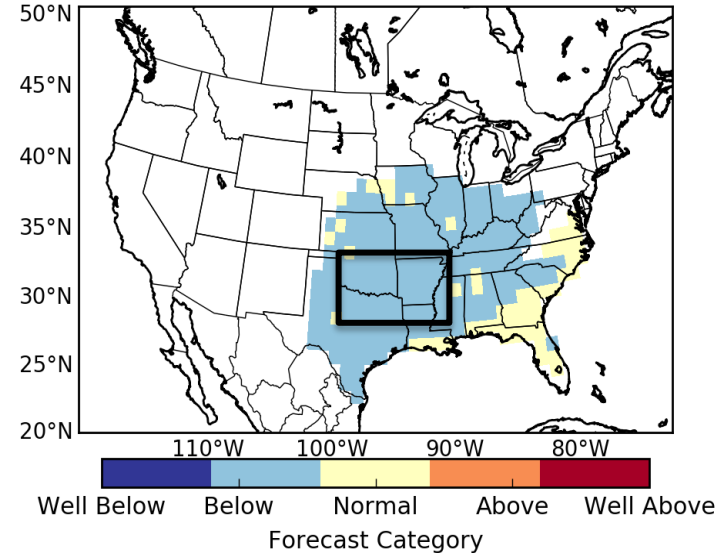 50°N
45°N
40°N
35°N
30°N
25°N
20°N
110°W 100°W 90°W 80°W
Well Below Below Normal Above Well Above
Forecast Category